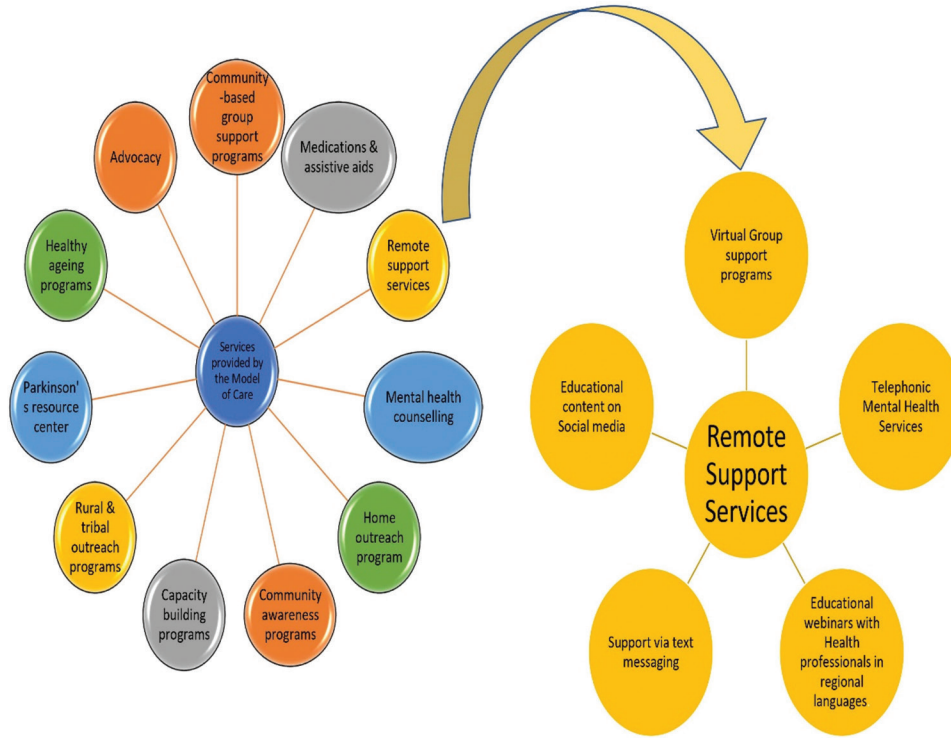 Community
-based
group
support
programs
Medications &
assistive aids
Remote
support
services
Mental health
counselling
Home
outreach
program
Community
awareness
programs
Capacity
building
programs
Rural &
tribal
outreach
programs
Parkinson'
s resource
center
Healthy
ageing
programs
Advocacy
Services
provided by
the Model
of Care
Virtual Group
support
programs
Telephonic
Mental Health
Services
Educational
webinars with
Health
professionals in
regional
languages
Support via text
messaging
Educational
content on
Social media
Remote
Support
Services